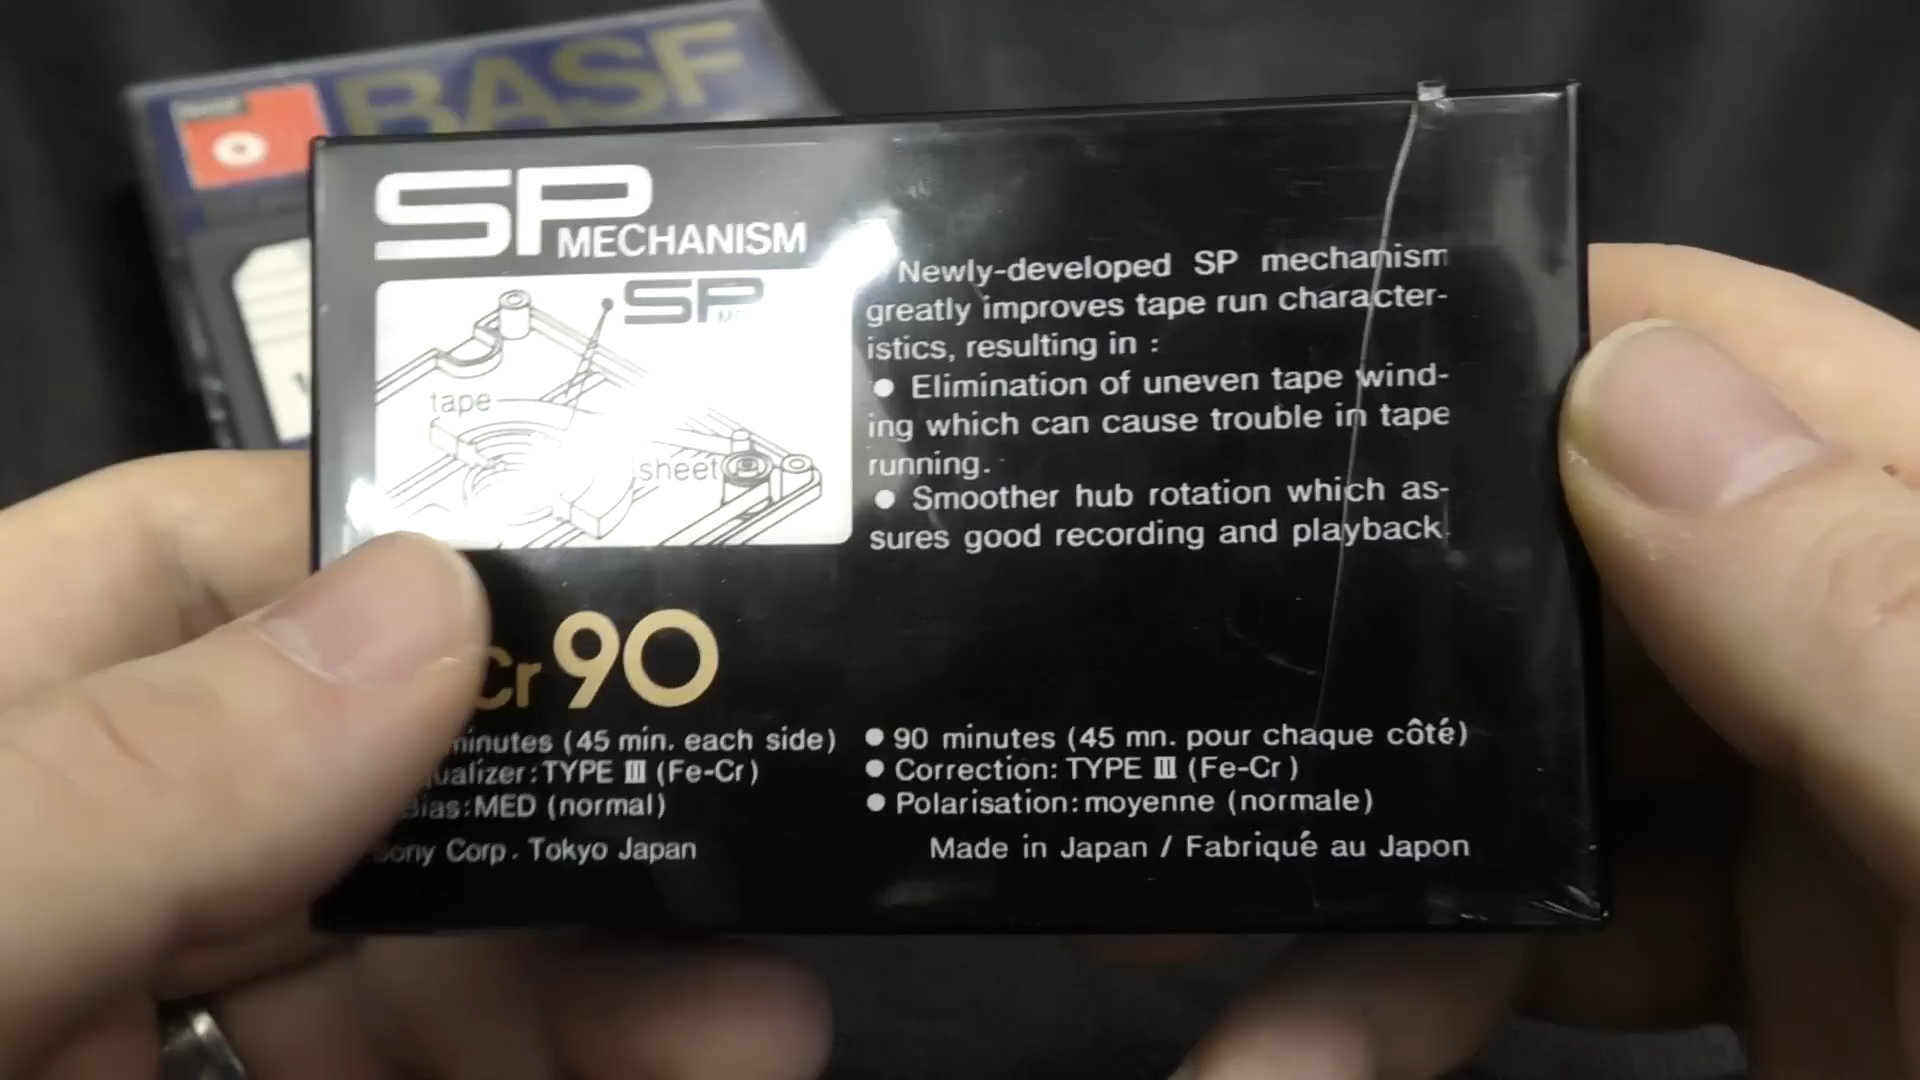 BASF
SP
MECHANISM
SP
tape
sheet
Newly-developed SP mechanism
greatly improves tape run character-
istics, resulting in :
● Elimination of uneven tape wind-
ing which can cause trouble in tape
running.
● Smoother hub rotation which as-
sures good recording and playback.
Cr 90
minutes (45 min. each side)
ualizer: TYPE III (Fe-Cr)
Bias: MED (normal)
Sony Corp. Tokyo Japan
● 90 minutes (45 mn. pour chaque côté)
● Correction: TYPE III (Fe-Cr)
● Polarisation: moyenne (normale)
Made in Japan / Fabriqué au Japon